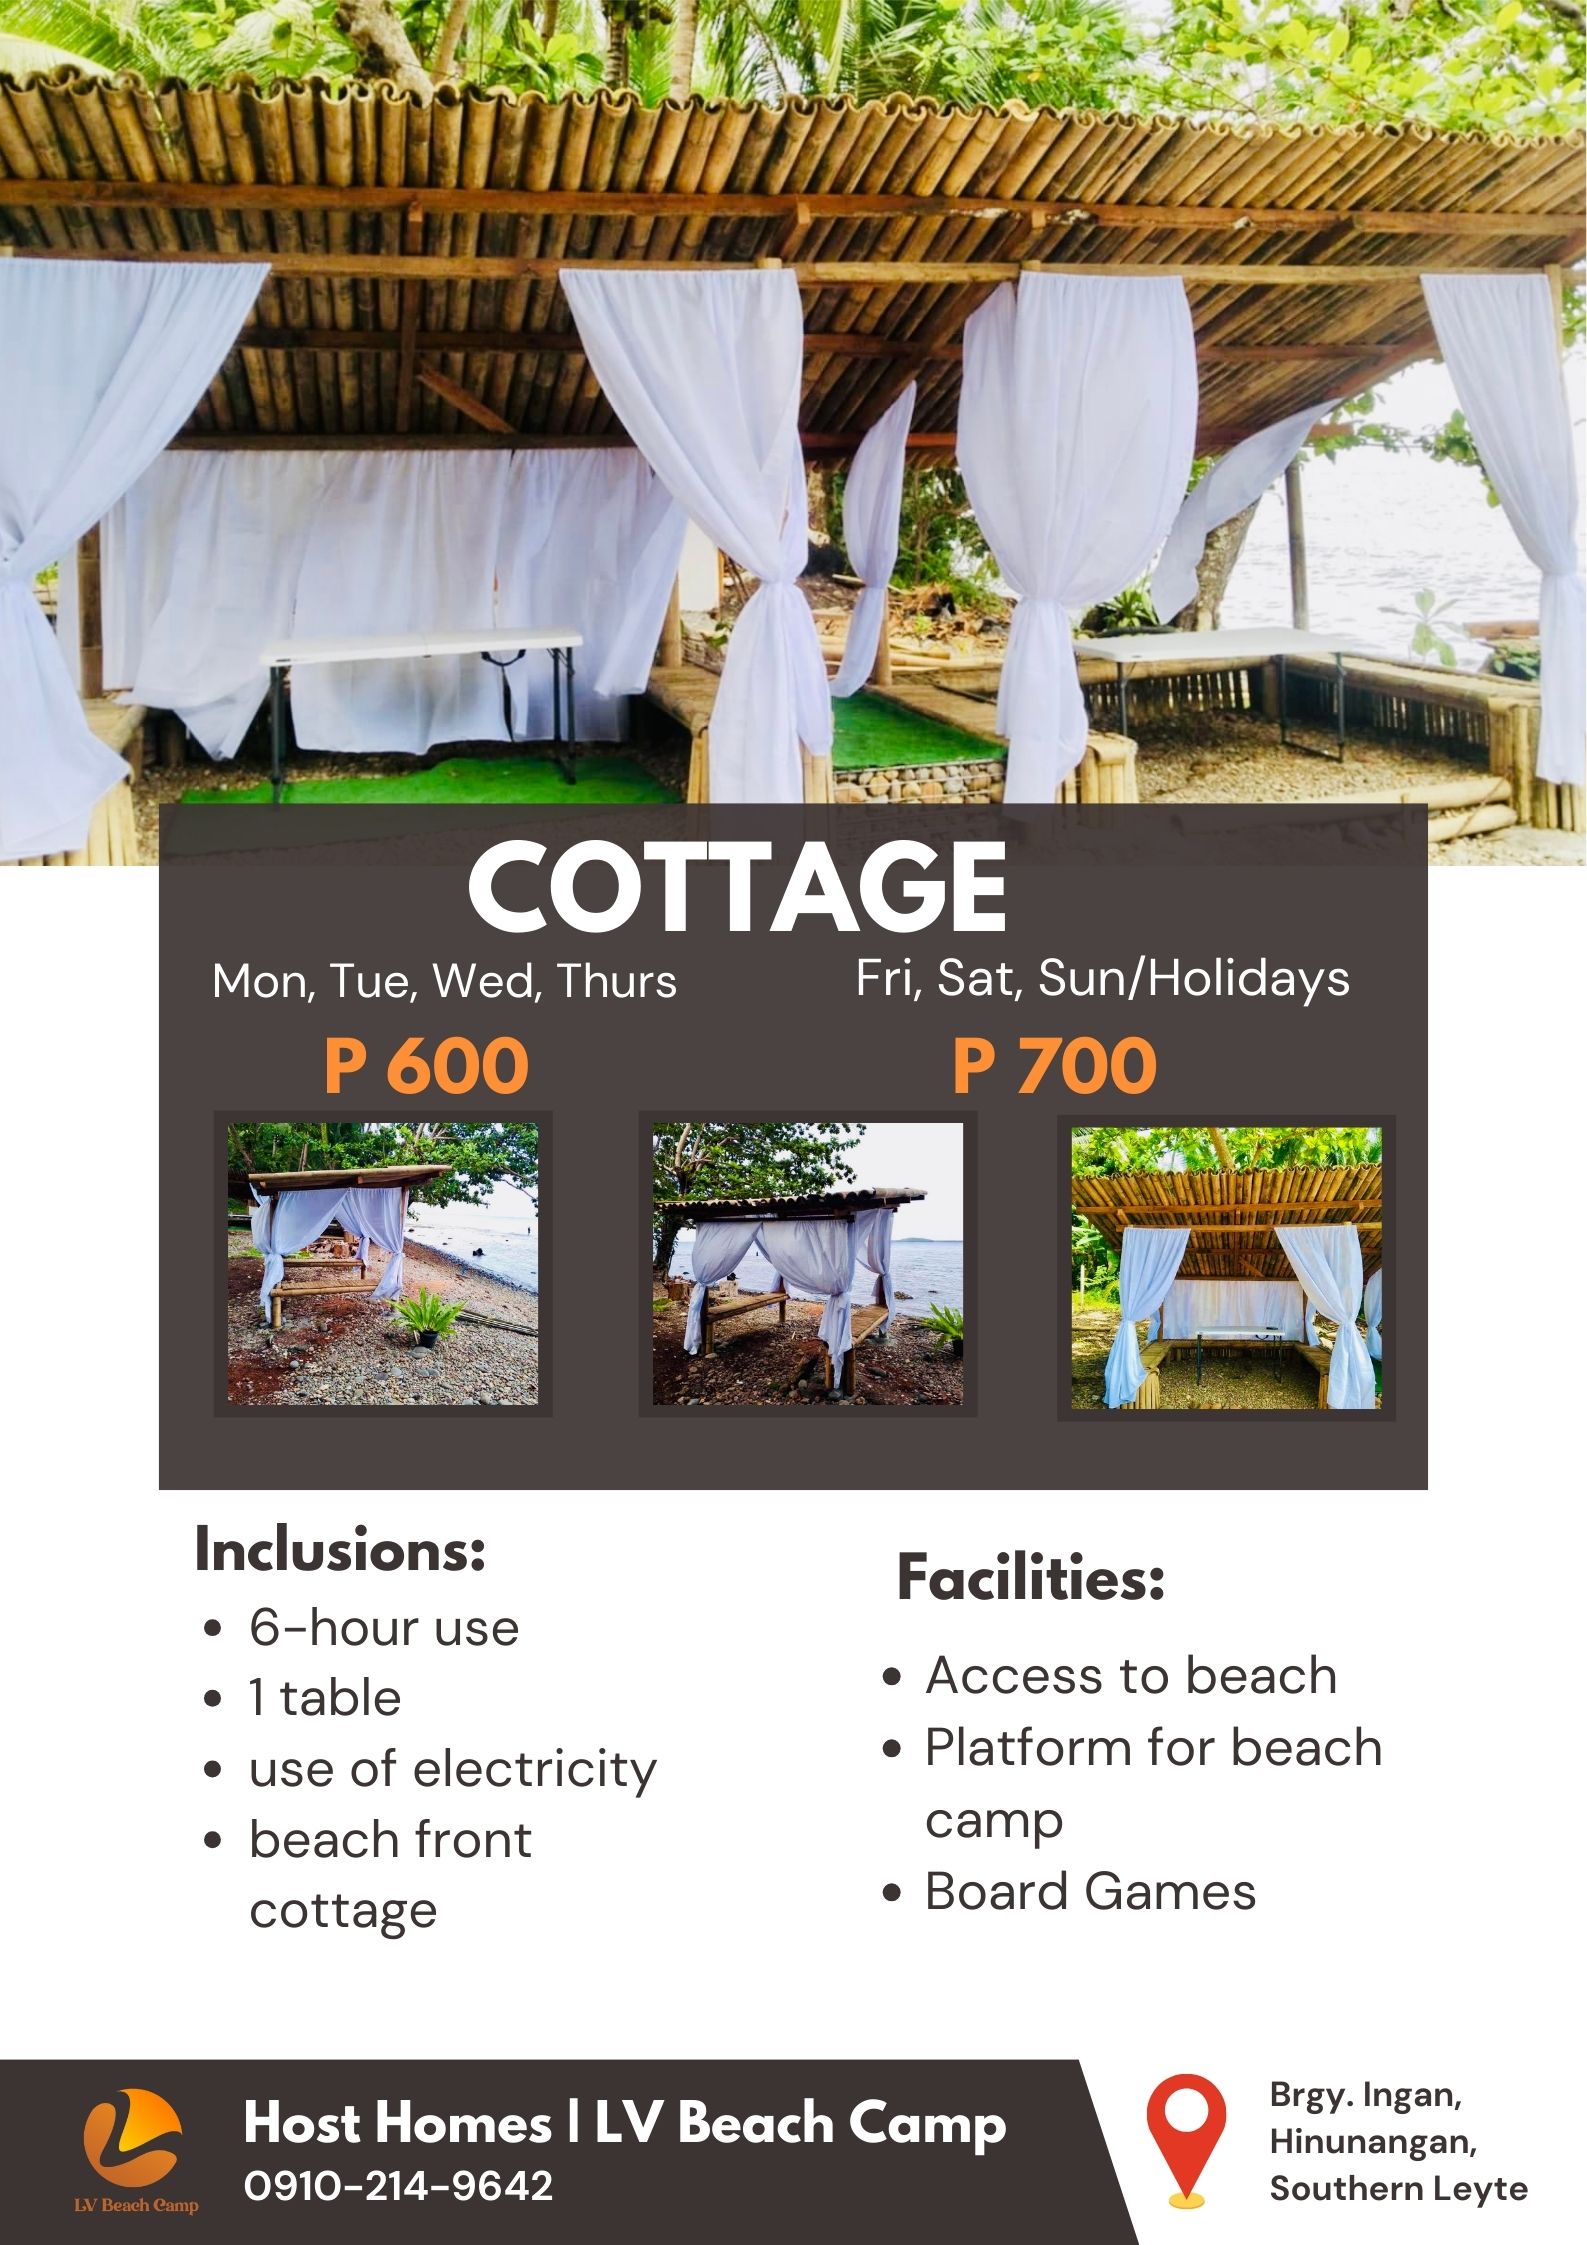 COTTAGE
Mon, Tue, Wed, Thurs
P 600
Fri, Sat, Sun/Holidays
P 700
Inclusions:
• 6-hour use
• 1 table
• use of electricity
• beach front
cottage
Facilities:
• Access to beach
• Platform for beach
camp
• Board Games
LV Beach Camp
Host Homes | LV Beach Camp
0910-214-9642
Brgy. Ingan,
Hinunangan,
Southern Leyte